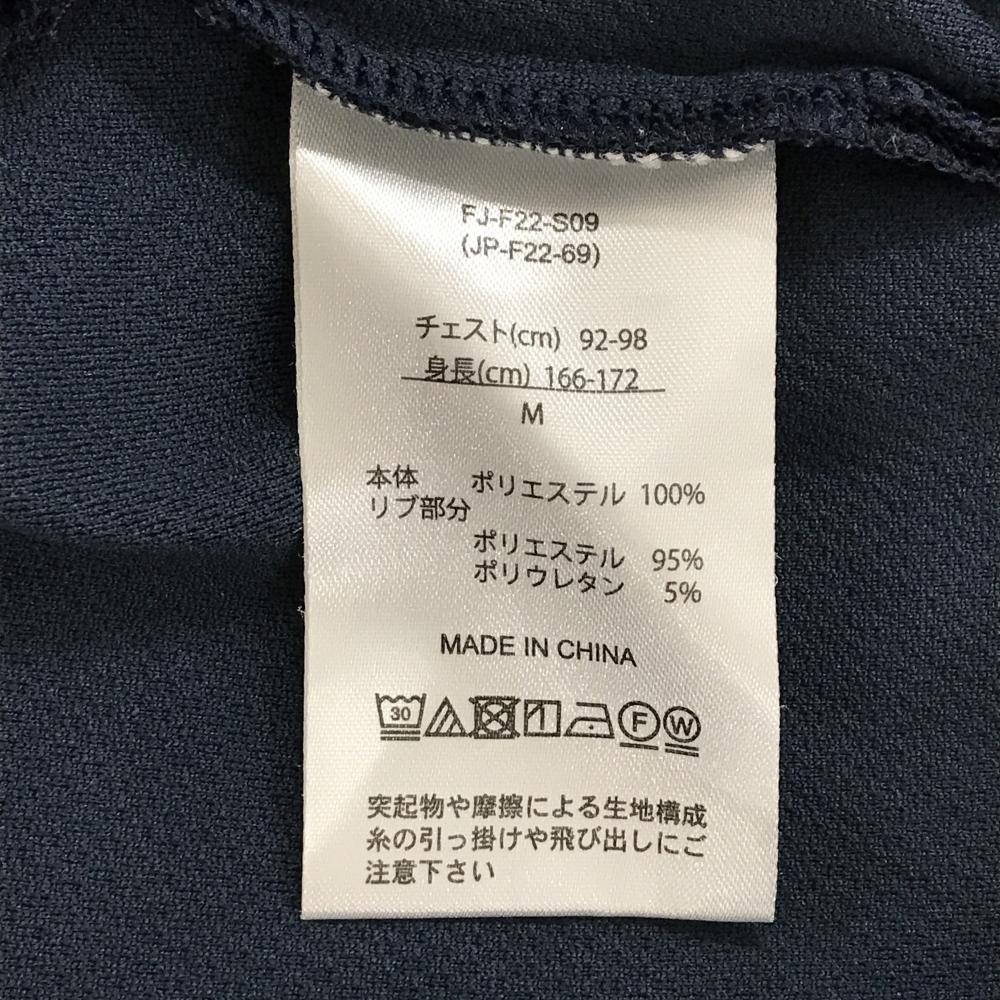 FJ-F22-S09
(JP-F22-69)
チェスト(cm) 92-98
身長(cm) 166-172
M
本体 ポリエステル 100%
リブ部分
ポリエステル 95%
ポリウレタン 5%
MADE IN CHINA
30 F W
突起物や摩擦による生地構成
糸の引っ掛けや飛び出しにご
注意下さい